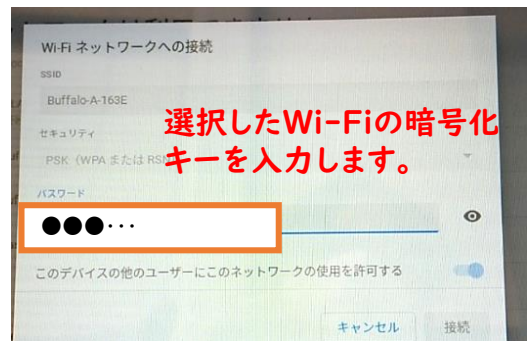 Wi-Fi ネットワークへの接続
SSID
Buffalo-A-163E
選択したWi-Fiの暗号化
キーを入力します。
セキュリティ
PSK（WPA または RSN
パスワード
●●●…
このデバイスの他のユーザーにこのネットワークの使用を許可する
キャンセル
接続